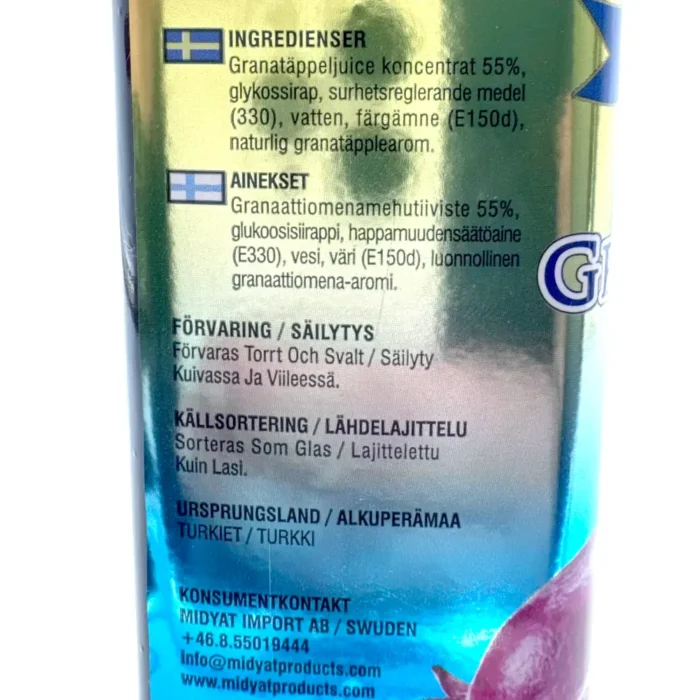 INGREDIENSER
Granatäppeljuice koncentrat 55%,
glykossirap, surhetsreglerande medel
(330), vatten, färgämne (E150d),
naturlig granatäpplearom.
AINEKSET
Granaattiomenamehutiiviste 55%,
glukoosisiirappi, happamuudensäätöaine
(E330), vesi, väri (E150d), luonnollinen
granaattiomena-aromi.
FÖRVARING / SÄILYTYS
Förvaras Torrt Och Svalt / Säilyty
Kuivassa Ja Viileessä.
KÄLLSORTERING / LÄHDELAJITTELU
Sorteras Som Glas / Lajittelettu
Kuin Lasi.
URSPRUNGSLAND / ALKUPERÄMAA
TURKIET / TURKKI
KONSUMENTKONTAKT
MIDYAT IMPORT AB / SWUDEN
+46.8.55019444
Info@midyatproducts.com
www.midyatproducts.com